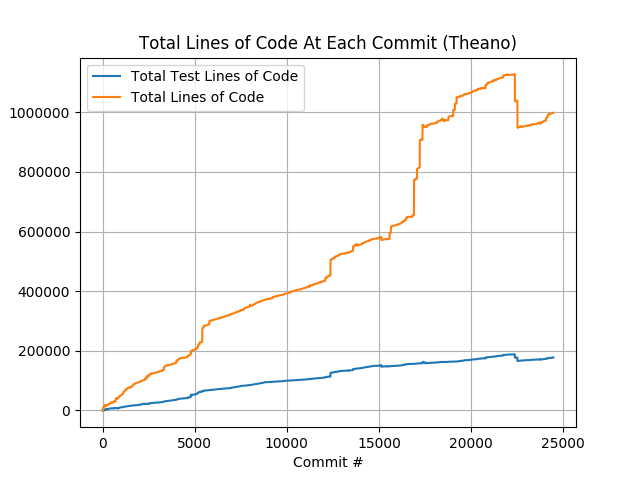 Total Lines of Code At Each Commit (Theano)
Total Test Lines of Code
Total Lines of Code
1000000
800000
600000
400000
200000
0
0 5000 10000 15000 20000 25000
Commit #